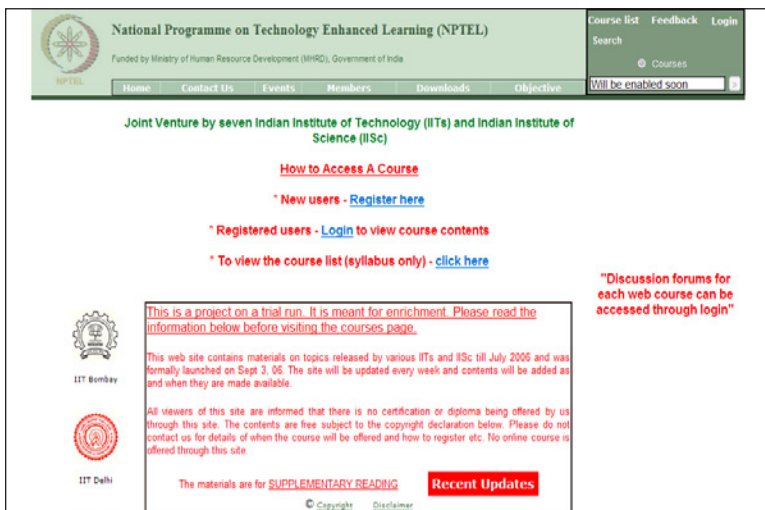 National Programme on Technology Enhanced Learning (NPTEL)
Funded by Ministry of Human Resource Development (MHRD), Government of India
NPTEL
Home Contact Us Events Members Downloads Objective
Course list Feedback Login
Search
Courses
Will be enabled soon
Joint Venture by seven Indian Institute of Technology (IITs) and Indian Institute of
Science (IISc)
How to Access A Course
* New users - Register here
* Registered users - Login to view course contents
* To view the course list (syllabus only) - click here
"Discussion forums for
each web course can be
accessed through login"
IIT Bombay
IIT Delhi
This is a project on a trial run. It is meant for enrichment. Please read the
information below before visiting the courses page.
This web site contains materials on topics released by various IITs and IISc till July 2006 and was
formally launched on Sept 3, 06. The site will be updated every week and contents will be added as
and when they are made available.
All viewers of this site are informed that there is no certification or diploma being offered by us
through this site. The contents are free subject to the copyright declaration below. Please do not
contact us for details of when the course will be offered and how to register etc. No online course is
offered through this site.
The materials are for SUPPLEMENTARY READING Recent Updates
© Copyright Disclaimer